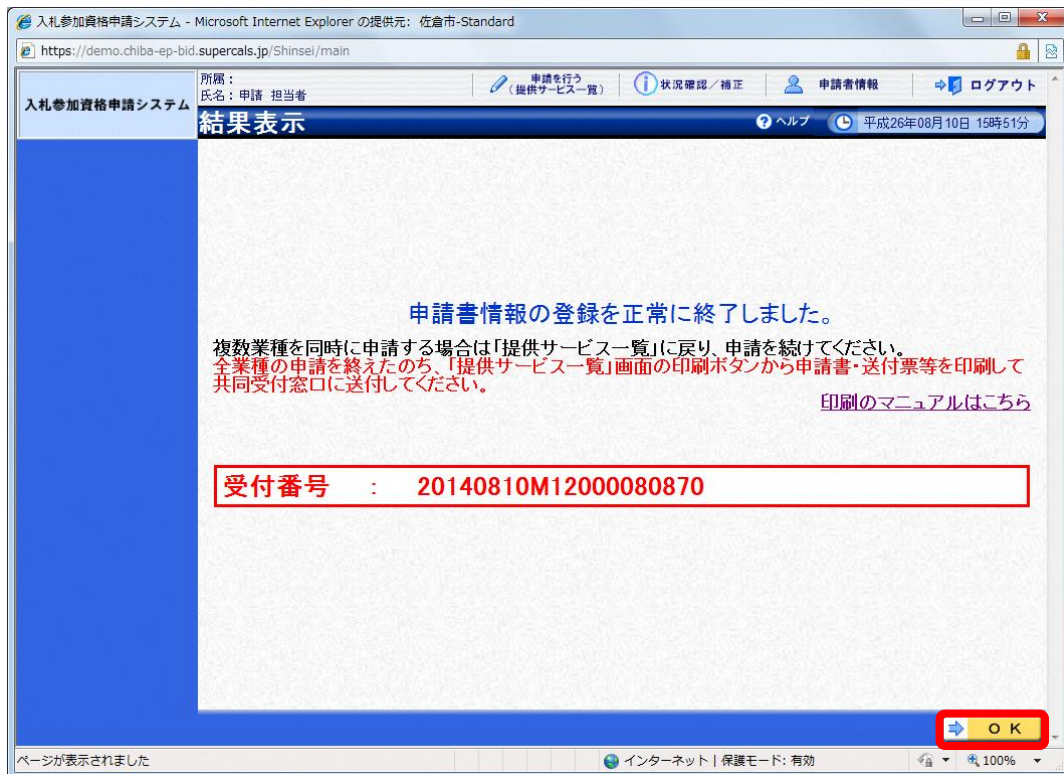 入札参加資格申請システム - Microsoft Internet Explorer の提供元: 佐倉市-Standard
https://demo.chiba-ep-bid.supercals.jp/Shinsei/main
入札参加資格申請システム
所属：
氏名：申請 担当者
申請を行う
（提供サービス一覧）
状況確認／補正
申請者情報
ログアウト
結果表示
ヘルプ
平成26年08月10日 15時51分
申請書情報の登録を正常に終了しました。
複数業種を同時に申請する場合は「提供サービス一覧」に戻り、申請を続けてください。
全業種の申請を終えたのち、「提供サービス一覧」画面の印刷ボタンから申請書・送付票等を印刷して
共同受付窓口に送付してください。
印刷のマニュアルはこちら
受付番号 ： 20140810M12000080870
ＯＫ
ページが表示されました
インターネット | 保護モード: 有効
100%